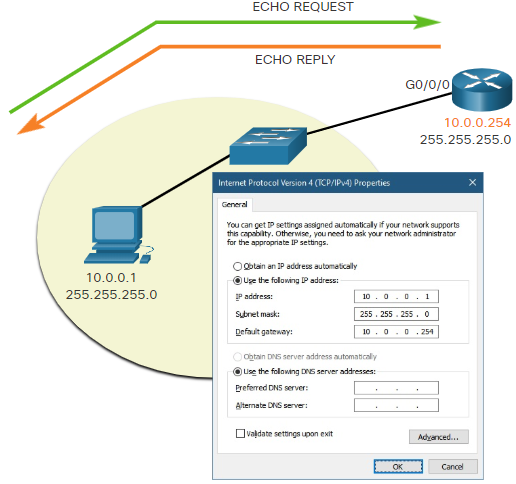 ECHO REQUEST
ECHO REPLY
G0/0/0
10.0.0.254
255.255.255.0
10.0.0.1
255.255.255.0
Internet Protocol Version 4 (TCP/IPv4) Properties
General
You can get IP settings assigned automatically if your network supports
this capability. Otherwise, you need to ask your network administrator
for the appropriate IP settings.
Obtain an IP address automatically
Use the following IP address:
IP address: 10 . 0 . 0 . 1
Subnet mask: 255 . 255 . 255 . 0
Default gateway: 10 . 0 . 0 . 254
Obtain DNS server address automatically
Use the following DNS server addresses:
Preferred DNS server: . . .
Alternate DNS server: . . .
Validate settings upon exit
Advanced...
OK Cancel